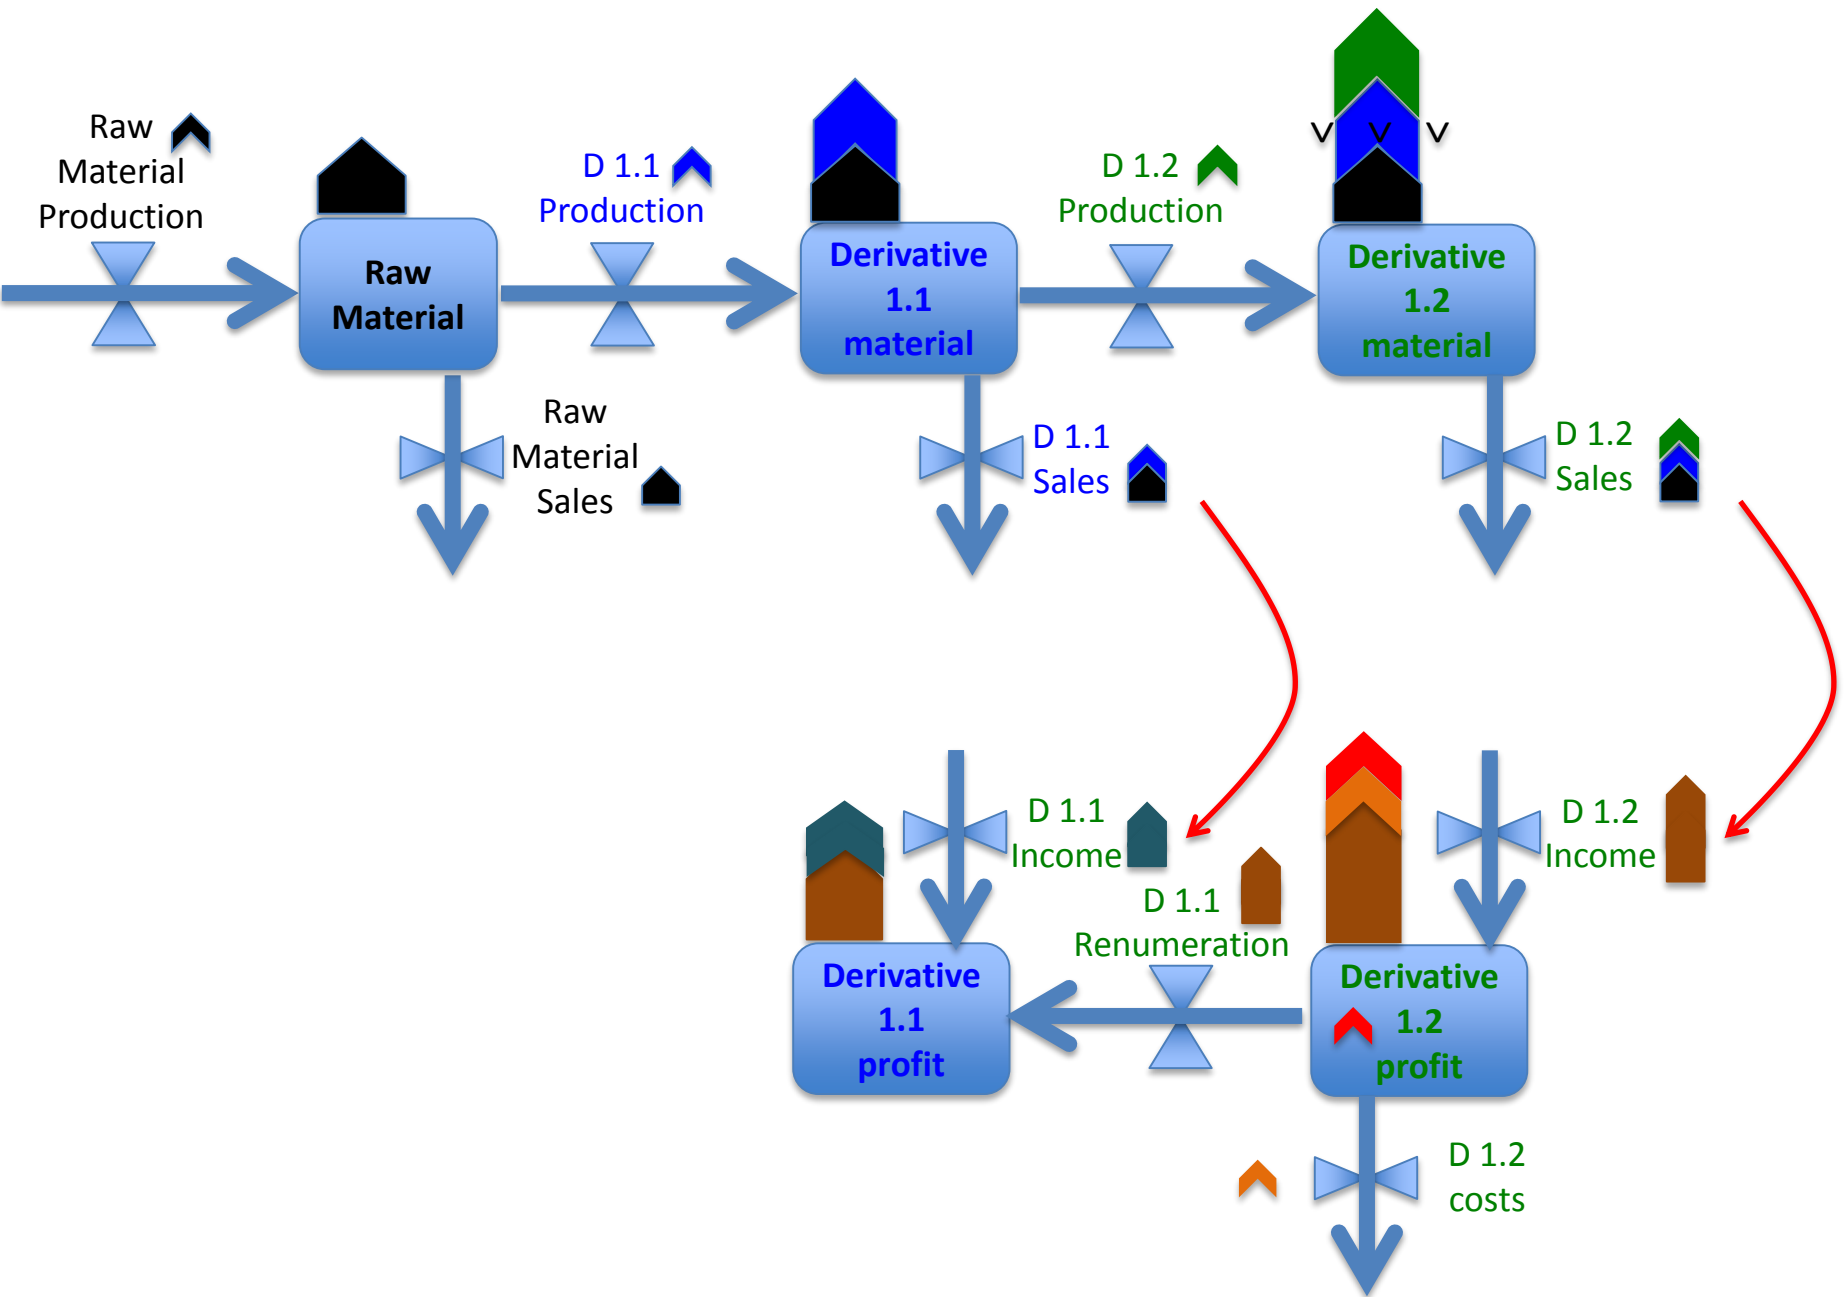 Raw
Material
Production
Raw
Material
D 1.1
Production
Derivative
1.1
material
D 1.2
Production
V V V
Derivative
1.2
material
Raw
Material
Sales
D 1.1
Sales
D 1.2
Sales
D 1.1
Income
D 1.2
Income
D 1.1
Renumeration
Derivative
1.1
profit
Derivative
1.2
profit
D 1.2
costs